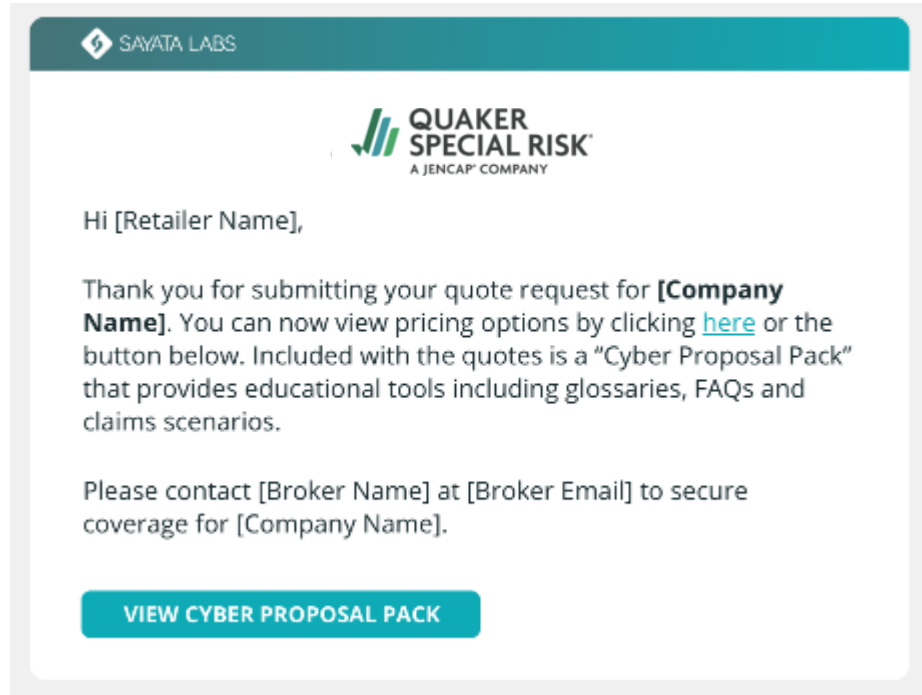 SAYATA LABS
QUAKER
SPECIAL RISK
A JENCAP COMPANY
Hi [Retailer Name],
Thank you for submitting your quote request for [Company
Name]. You can now view pricing options by clicking here or the
button below. Included with the quotes is a “Cyber Proposal Pack”
that provides educational tools including glossaries, FAQs and
claims scenarios.
Please contact [Broker Name] at [Broker Email] to secure
coverage for [Company Name].
VIEW CYBER PROPOSAL PACK